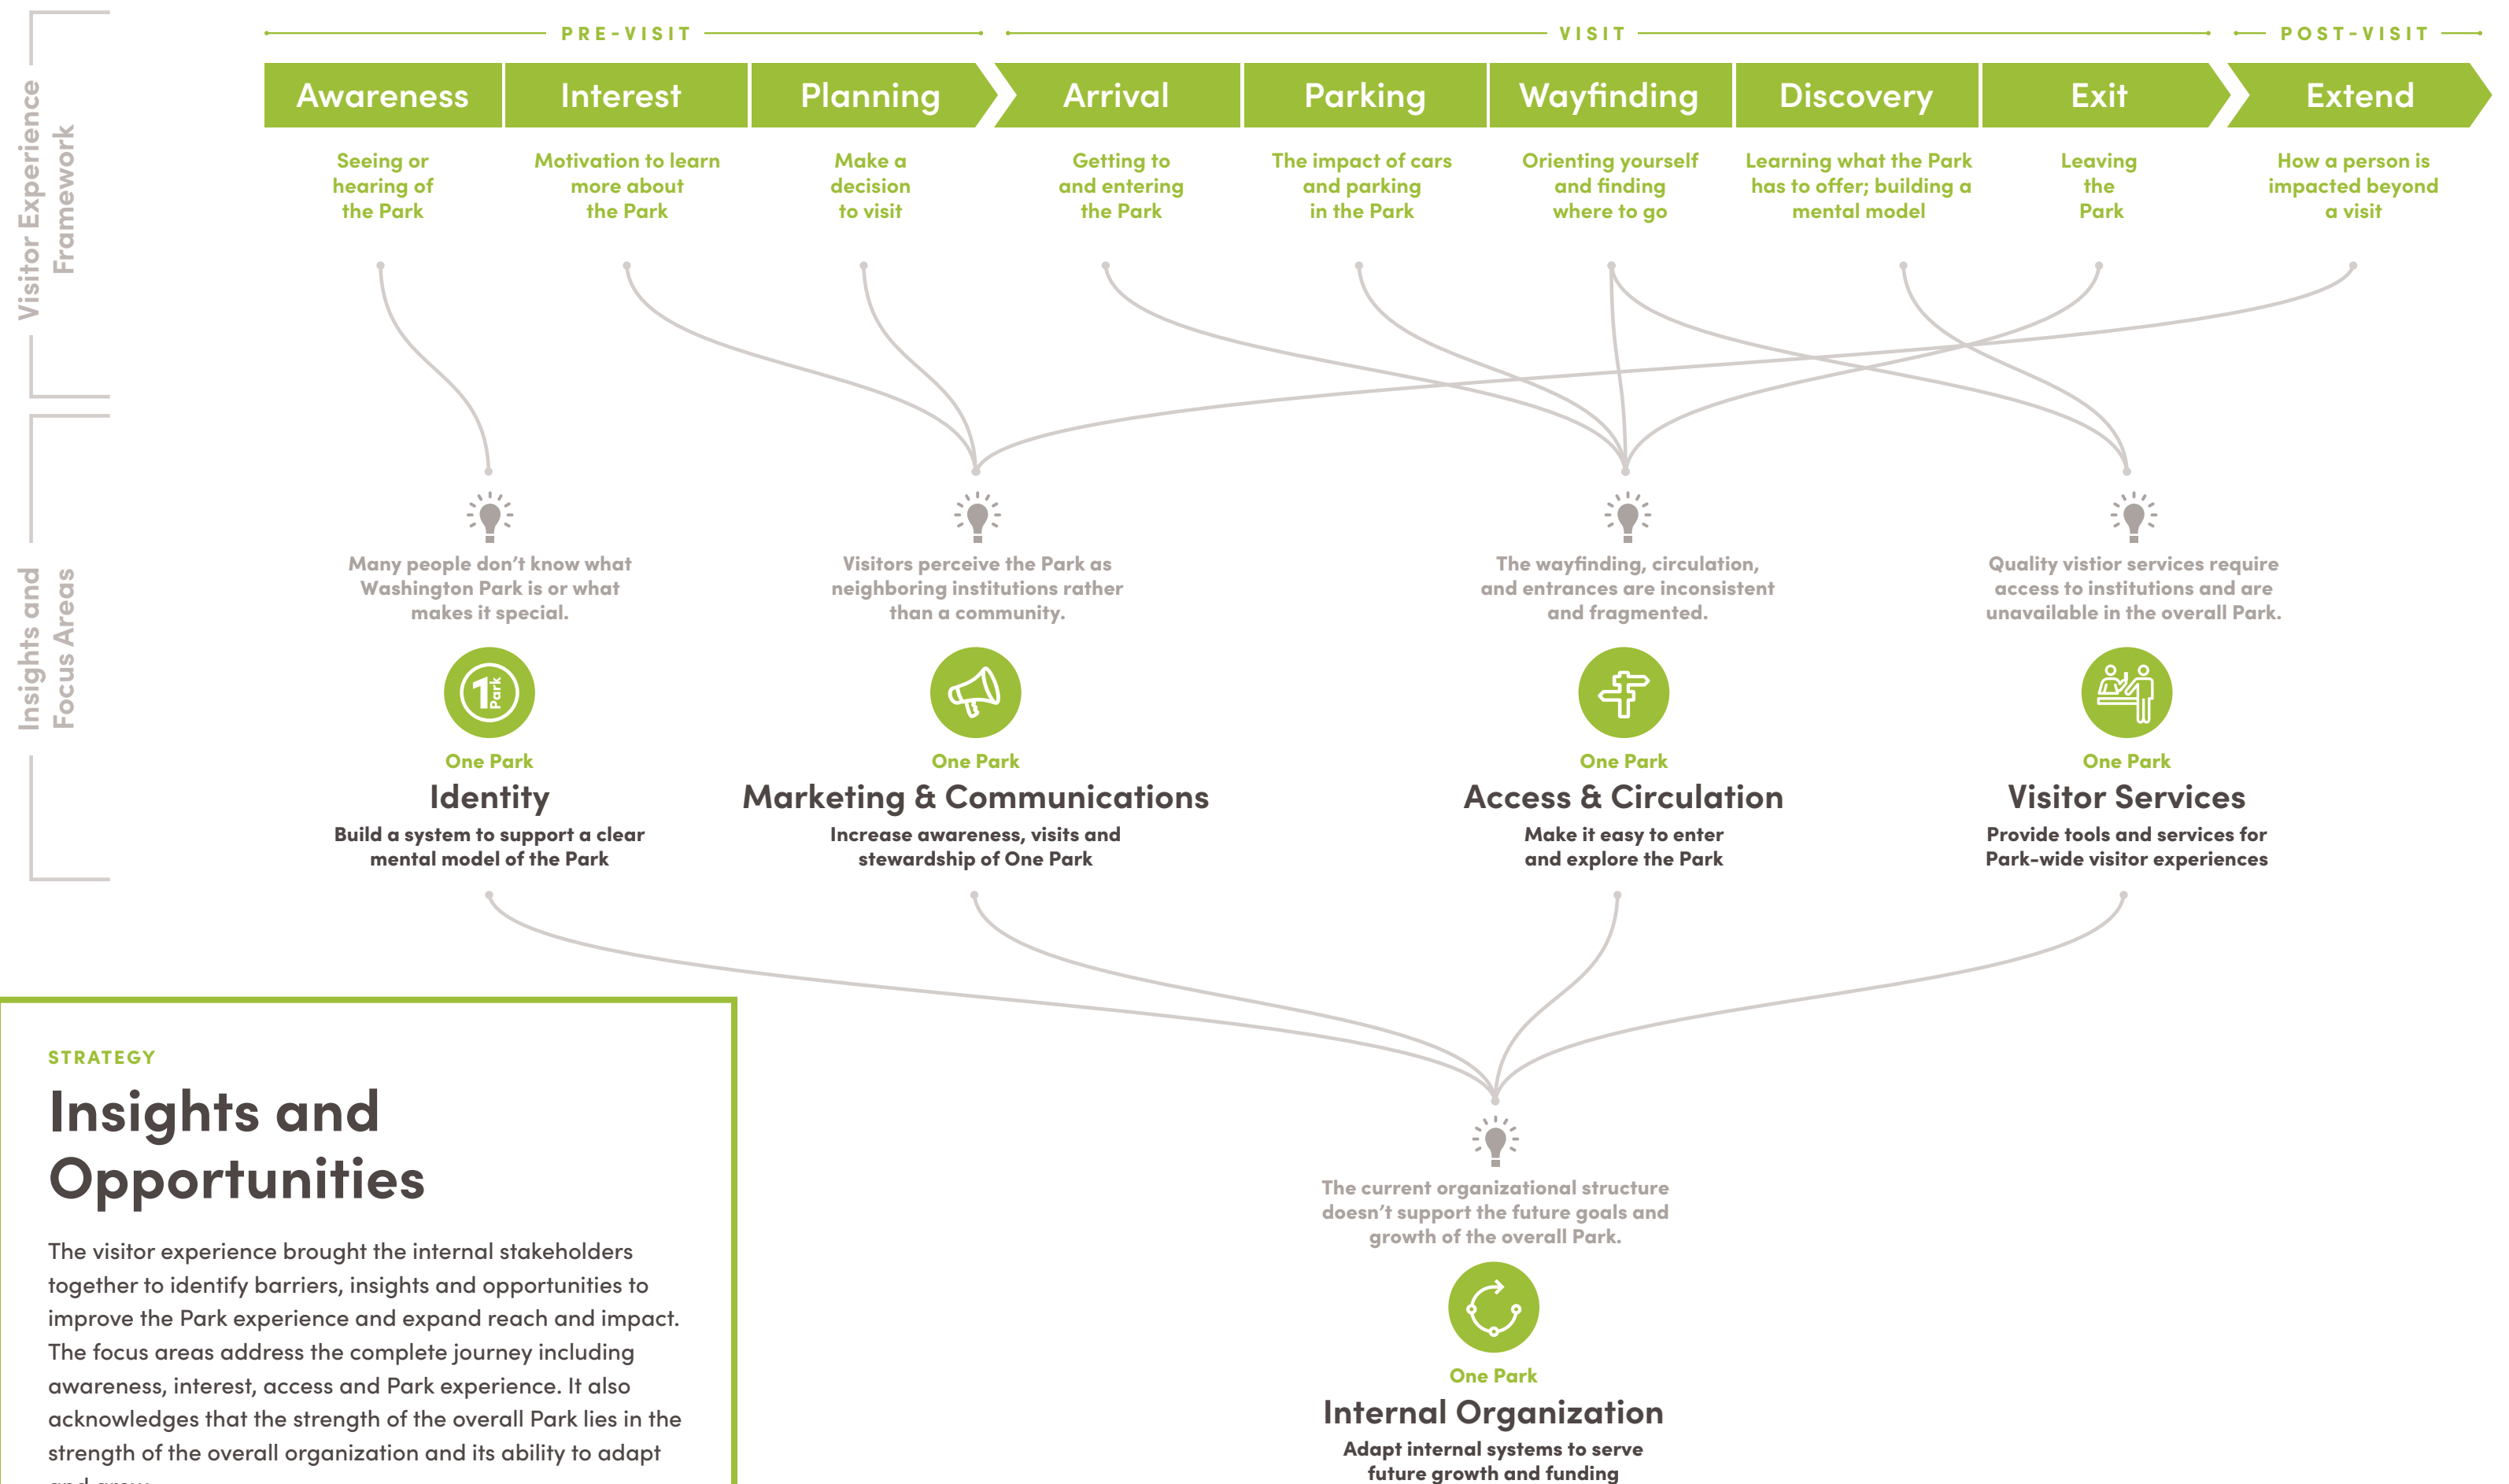 PRE-VISIT
VISIT
POST-VISIT
Visitor Experience
Framework
Awareness
Interest
Planning
Arrival
Parking
Wayfinding
Discovery
Exit
Extend
Seeing or
hearing of
the Park
Motivation to learn
more about
the Park
Make a
decision
to visit
Getting to
and entering
the Park
The impact of cars
and parking
in the Park
Orienting yourself
and finding
where to go
Learning what the Park
has to offer; building a
mental model
Leaving
the
Park
How a person is
impacted beyond
a visit
Insights and
Focus Areas
Many people don't know what
Washington Park is or what
makes it special.
Visitors perceive the Park as
neighboring institutions rather
than a community.
The wayfinding, circulation,
and entrances are inconsistent
and fragmented.
Quality vistior services require
access to institutions and are
unavailable in the overall Park.
1 Park
One Park
Identity
Build a system to support a clear
mental model of the Park
One Park
Marketing & Communications
Increase awareness, visits and
stewardship of One Park
One Park
Access & Circulation
Make it easy to enter
and explore the Park
One Park
Visitor Services
Provide tools and services for
Park-wide visitor experiences
STRATEGY
Insights and
Opportunities
The visitor experience brought the internal stakeholders
together to identify barriers, insights and opportunities to
improve the Park experience and expand reach and impact.
The focus areas address the complete journey including
awareness, interest, access and Park experience. It also
acknowledges that the strength of the overall Park lies in the
strength of the overall organization and its ability to adapt
The current organizational structure
doesn't support the future goals and
growth of the overall Park.
One Park
Internal Organization
Adapt internal systems to serve
future growth and funding